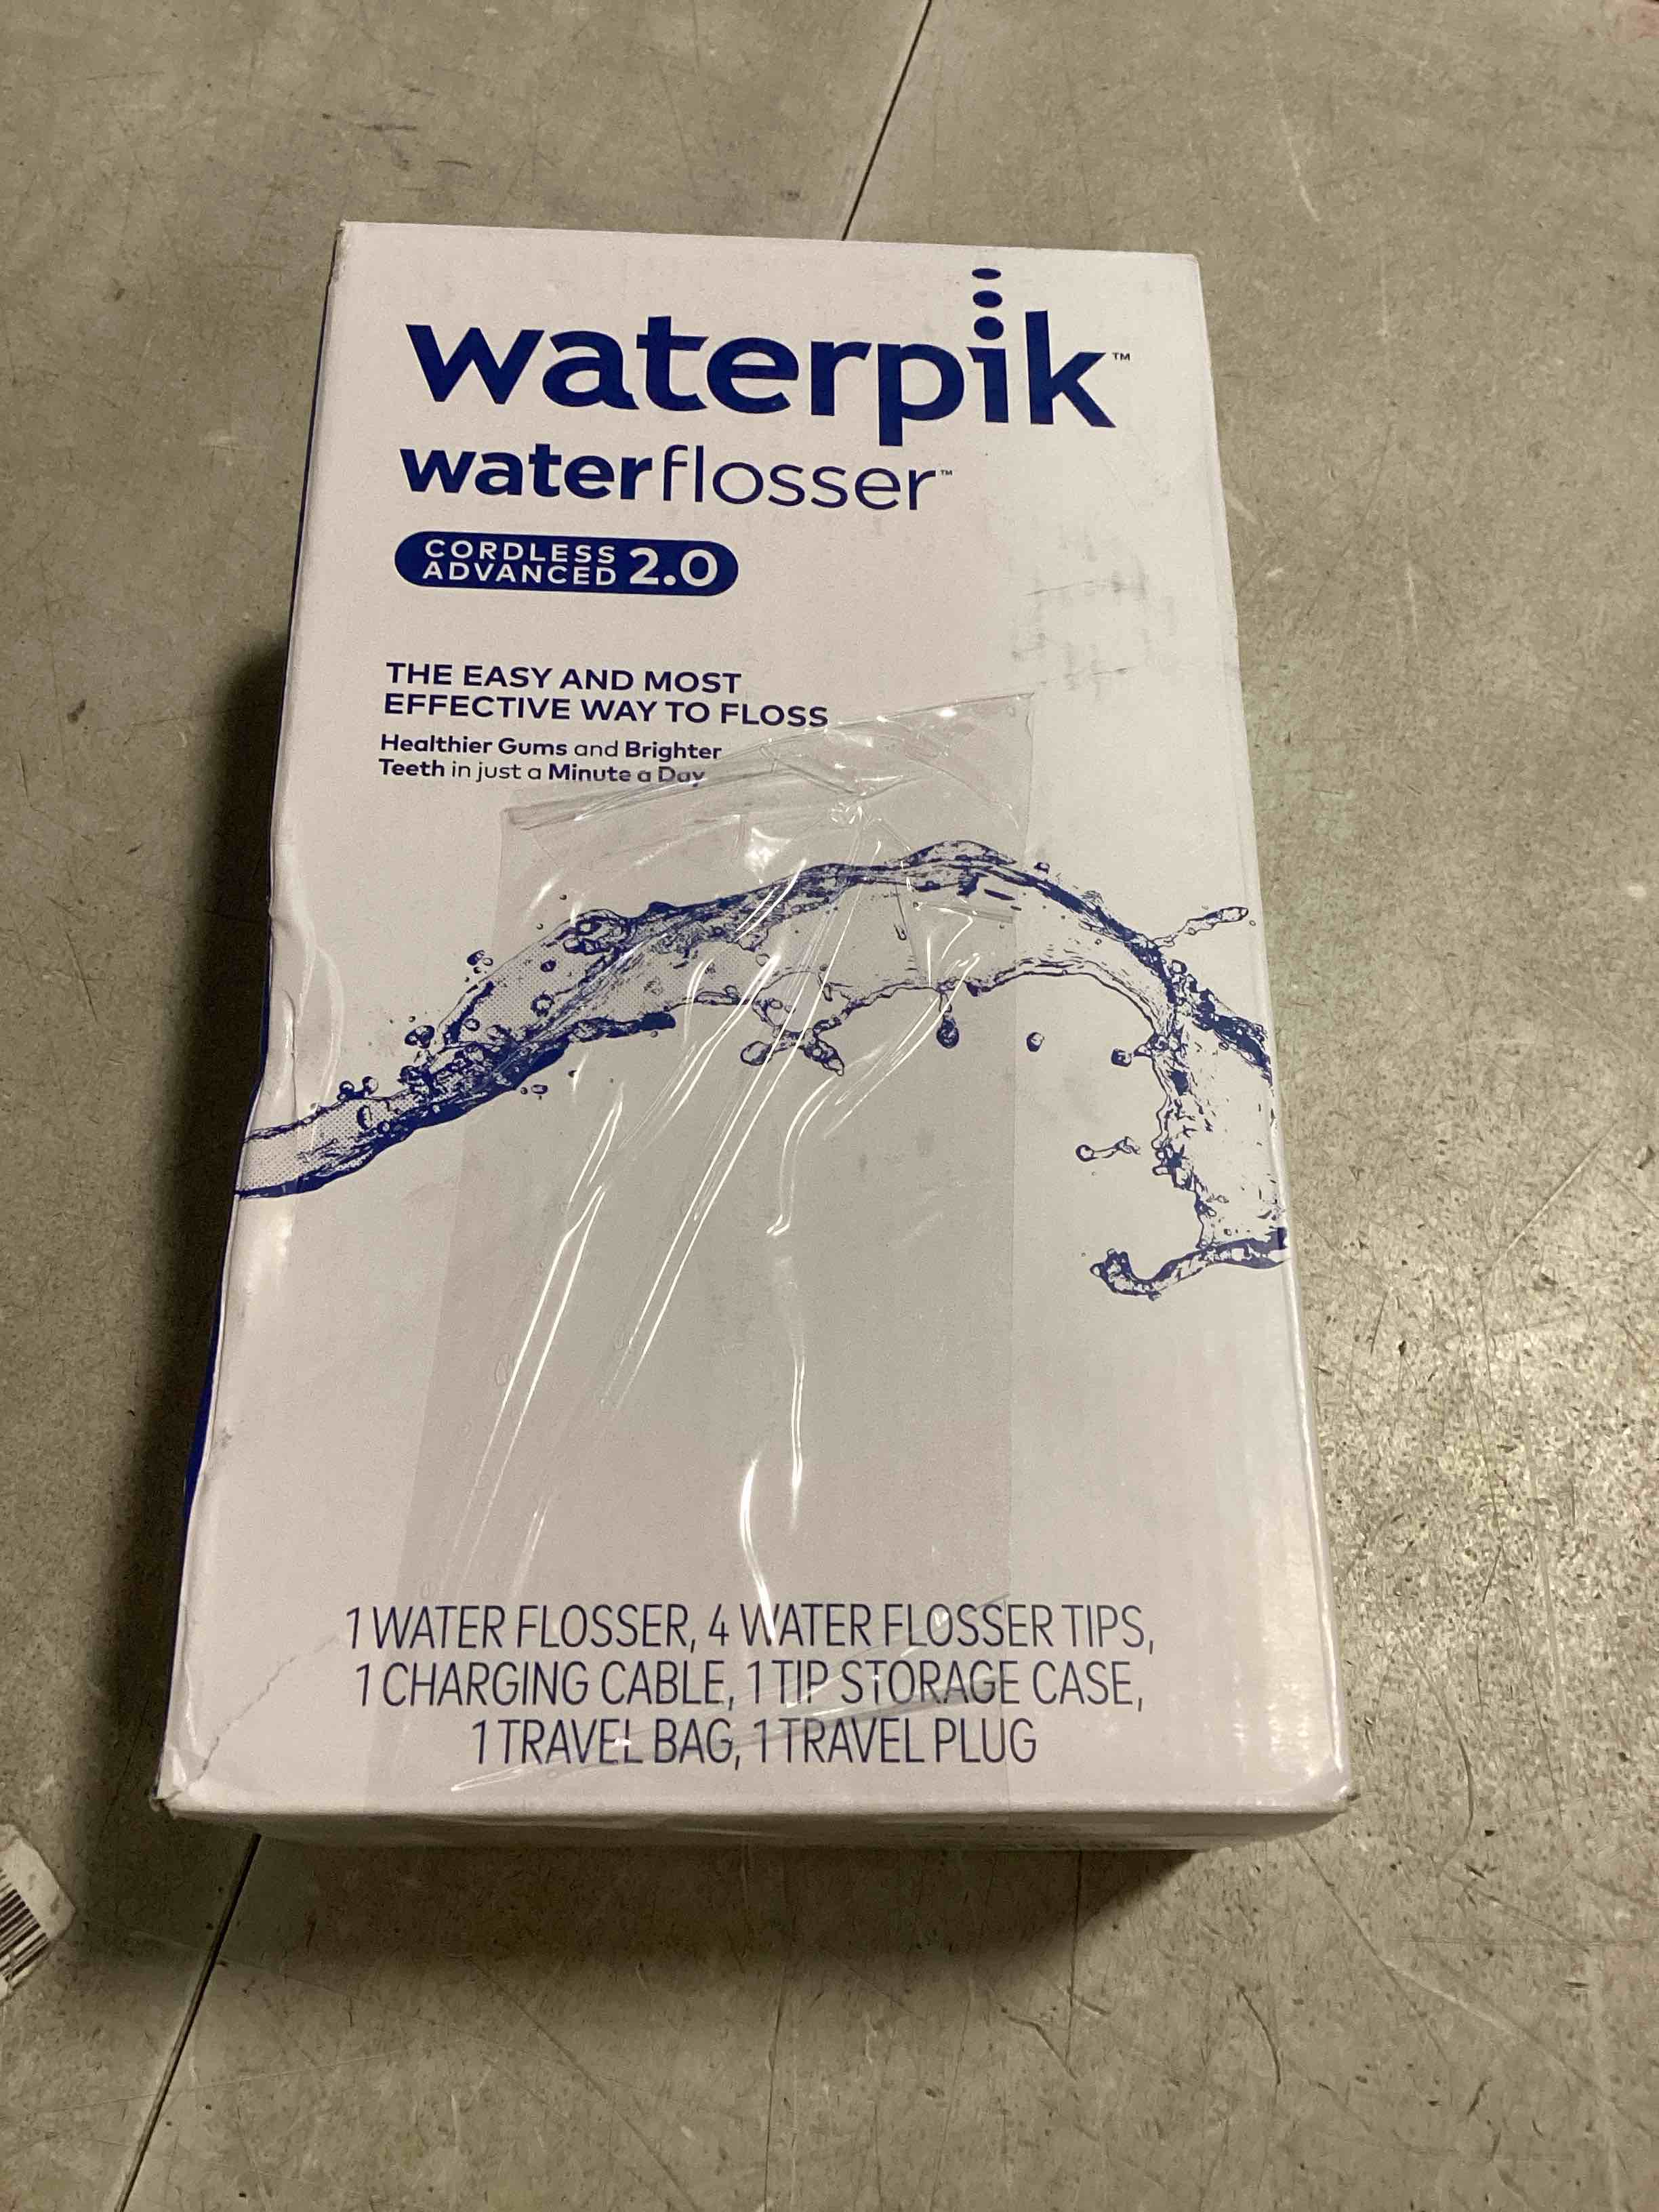 waterpik™
waterflosser™
CORDLESS
ADVANCED 2.0
THE EASY AND MOST
EFFECTIVE WAY TO FLOSS
Healthier Gums and Brighter
Teeth in just a Minute a Day
1 WATER FLOSSER, 4 WATER FLOSSER TIPS,
1 CHARGING CABLE, 1 TIP STORAGE CASE,
1 TRAVEL BAG, 1 TRAVEL PLUG